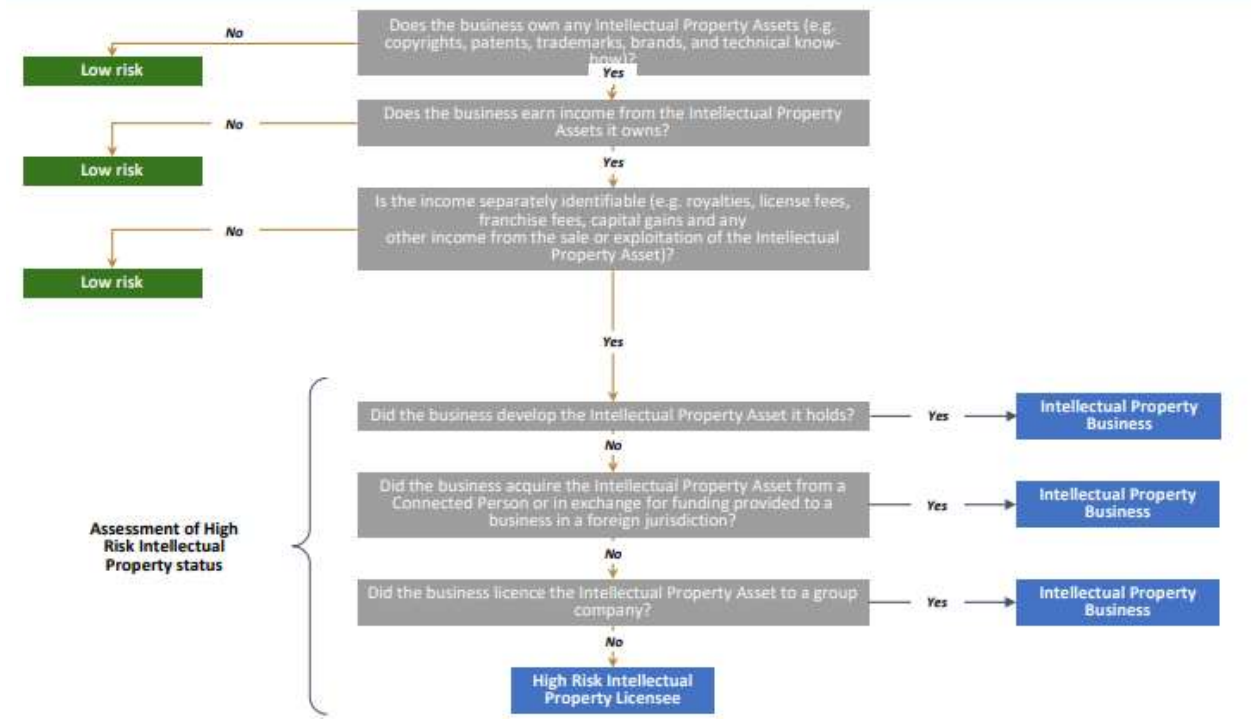 Does the business own any Intellectual Property Assets (e.g.
copyrights, patents, trademarks, brands, and technical know-
how)?
No
Low risk
Yes
Does the business earn income from the Intellectual Property
Assets it owns?
No
Low risk
Yes
Is the income separately identifiable (e.g. royalties, license fees,
franchise fees, capital gains and any
other income from the sale or exploitation of the Intellectual
Property Asset)?
No
Low risk
Yes
Assessment of High
Risk Intellectual
Property status
Did the business develop the Intellectual Property Asset it holds?
Yes
Intellectual Property
Business
No
Did the business acquire the Intellectual Property Asset from a
Connected Person or in exchange for funding provided to a
business in a foreign jurisdiction?
Yes
Intellectual Property
Business
No
Did the business licence the Intellectual Property Asset to a group
company?
Yes
Intellectual Property
Business
No
High Risk Intellectual
Property Licensee